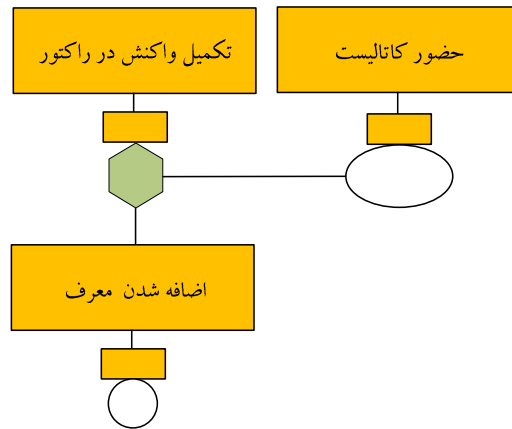 حضور کاتالیست
تکمیل واکنش در راکتور
اضافه شدن معرف